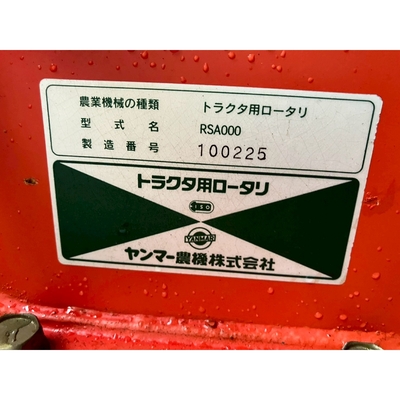 農業機械の種類 トラクタ用ロータリ
型式名 RSA000
製造番号 100225
トラクタ用ロータリ
ISO
YANMAR
ヤンマー農機株式会社